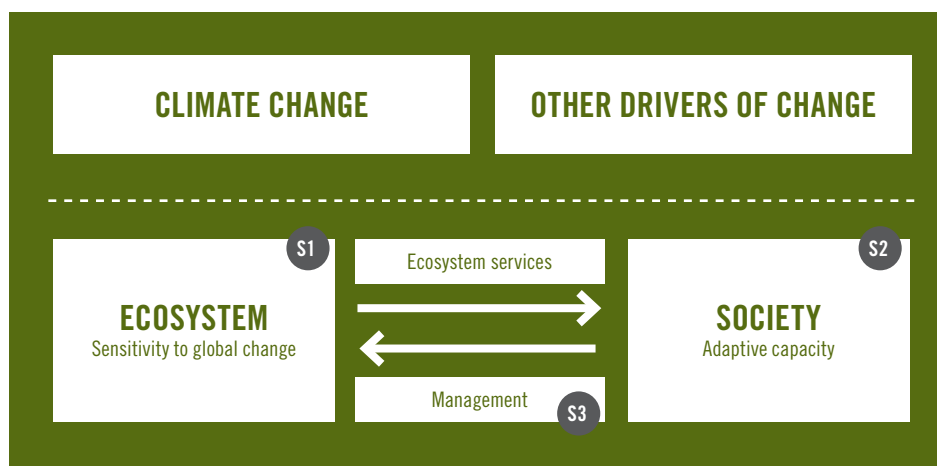 CLIMATE CHANGE
OTHER DRIVERS OF CHANGE
S1
ECOSYSTEM
Sensitivity to global change
Ecosystem services
Management
S3
S2
SOCIETY
Adaptive capacity